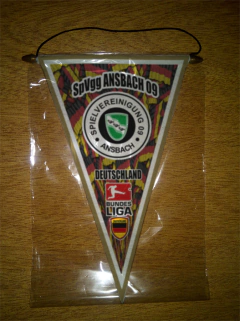 SpVgg ANSBACH 09
SPIELVEREINIGUNG 09
ANSBACH
DEUTSCHLAND
BUNDES
LIGA